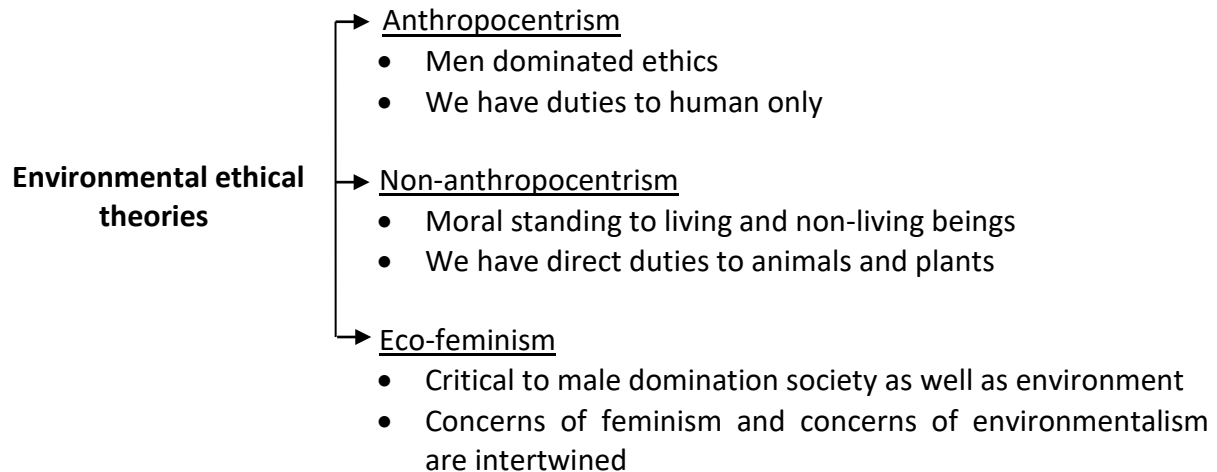 Anthropocentrism
• Men dominated ethics
• We have duties to human only
Environmental ethical
theories
Non-anthropocentrism
• Moral standing to living and non-living beings
• We have direct duties to animals and plants
Eco-feminism
• Critical to male domination society as well as environment
• Concerns of feminism and concerns of environmentalism
are intertwined